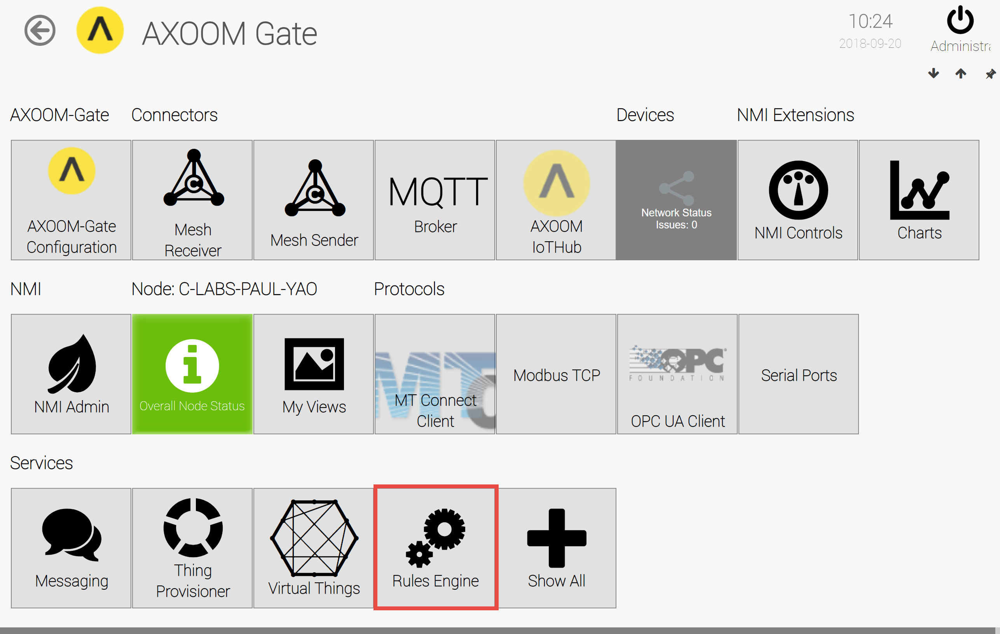 AXOOM Gate
10:24
2018-09-20
Administra
AXOOM-Gate
Connectors
Devices
NMI Extensions
AXOOM-Gate
Configuration
Mesh
Receiver
Mesh Sender
MQTT
Broker
AXOOM
IoTHub
Network Status
Issues: 0
NMI Controls
Charts
NMI
Node: C-LABS-PAUL-YAO
Protocols
NMI Admin
Overall Node Status
My Views
MTC
MT Connect
Client
Modbus TCP
OPC
FOUNDATION
OPC UA Client
Serial Ports
Services
Messaging
Thing
Provisioner
Virtual Things
Rules Engine
Show All